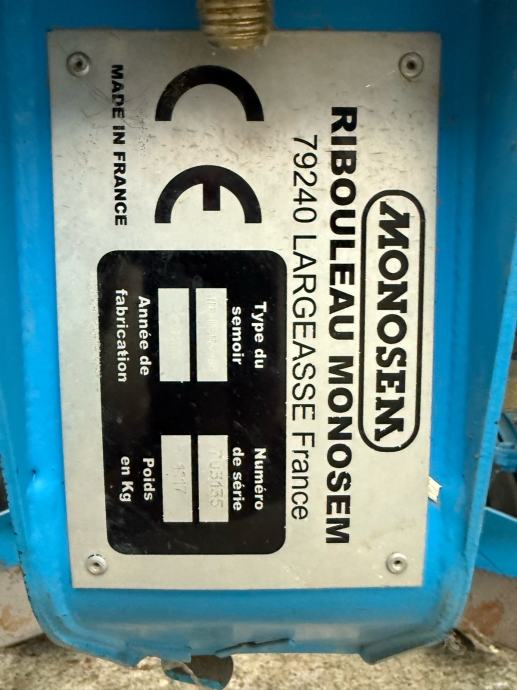 MONOSEM
RIBOULEAU MONOSEM
79240 LARGEASSE France
CE
Type du
semoir
Numéro
de série
Année de
fabrication
Poids
en Kg
1117
MADE IN FRANCE